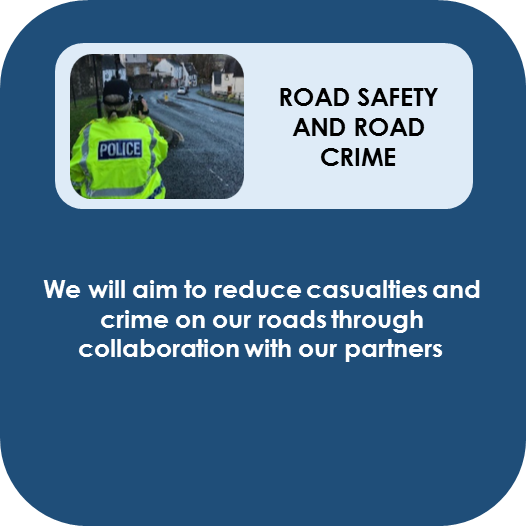 POLICE
ROAD SAFETY
AND ROAD
CRIME
We will aim to reduce casualties and
crime on our roads through
collaboration with our partners